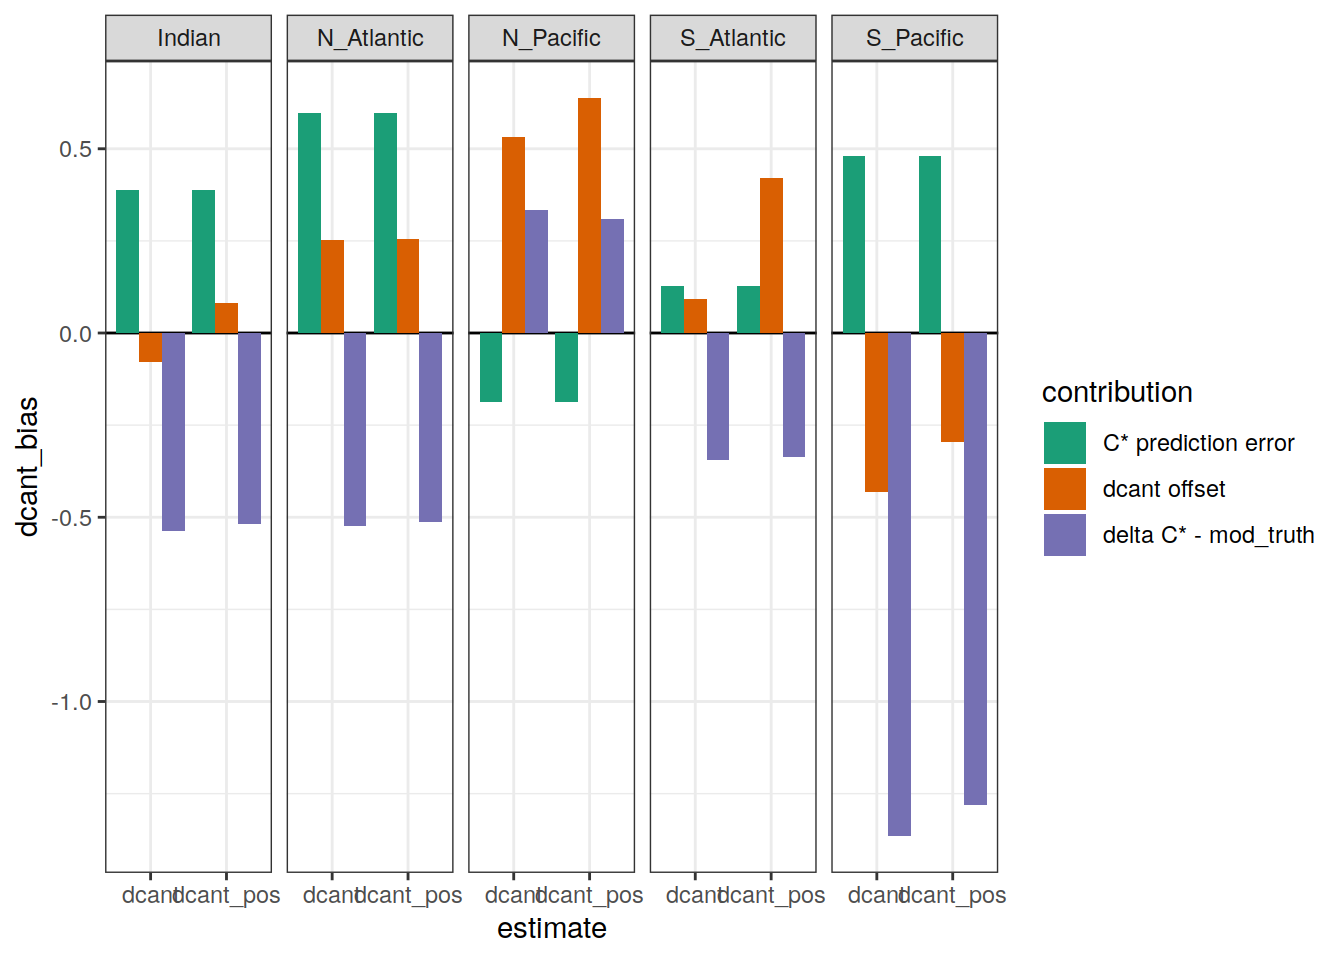 Indian N_Atlantic N_Pacific S_Atlantic S_Pacific
0.5
0.0
-0.5
-1.0
dcant_bias
dcant dcant_pos dcant dcant_pos dcant dcant_pos dcant dcant_pos dcant dcant_pos
estimate
contribution
C* prediction error
dcant offset
delta C* - mod_truth